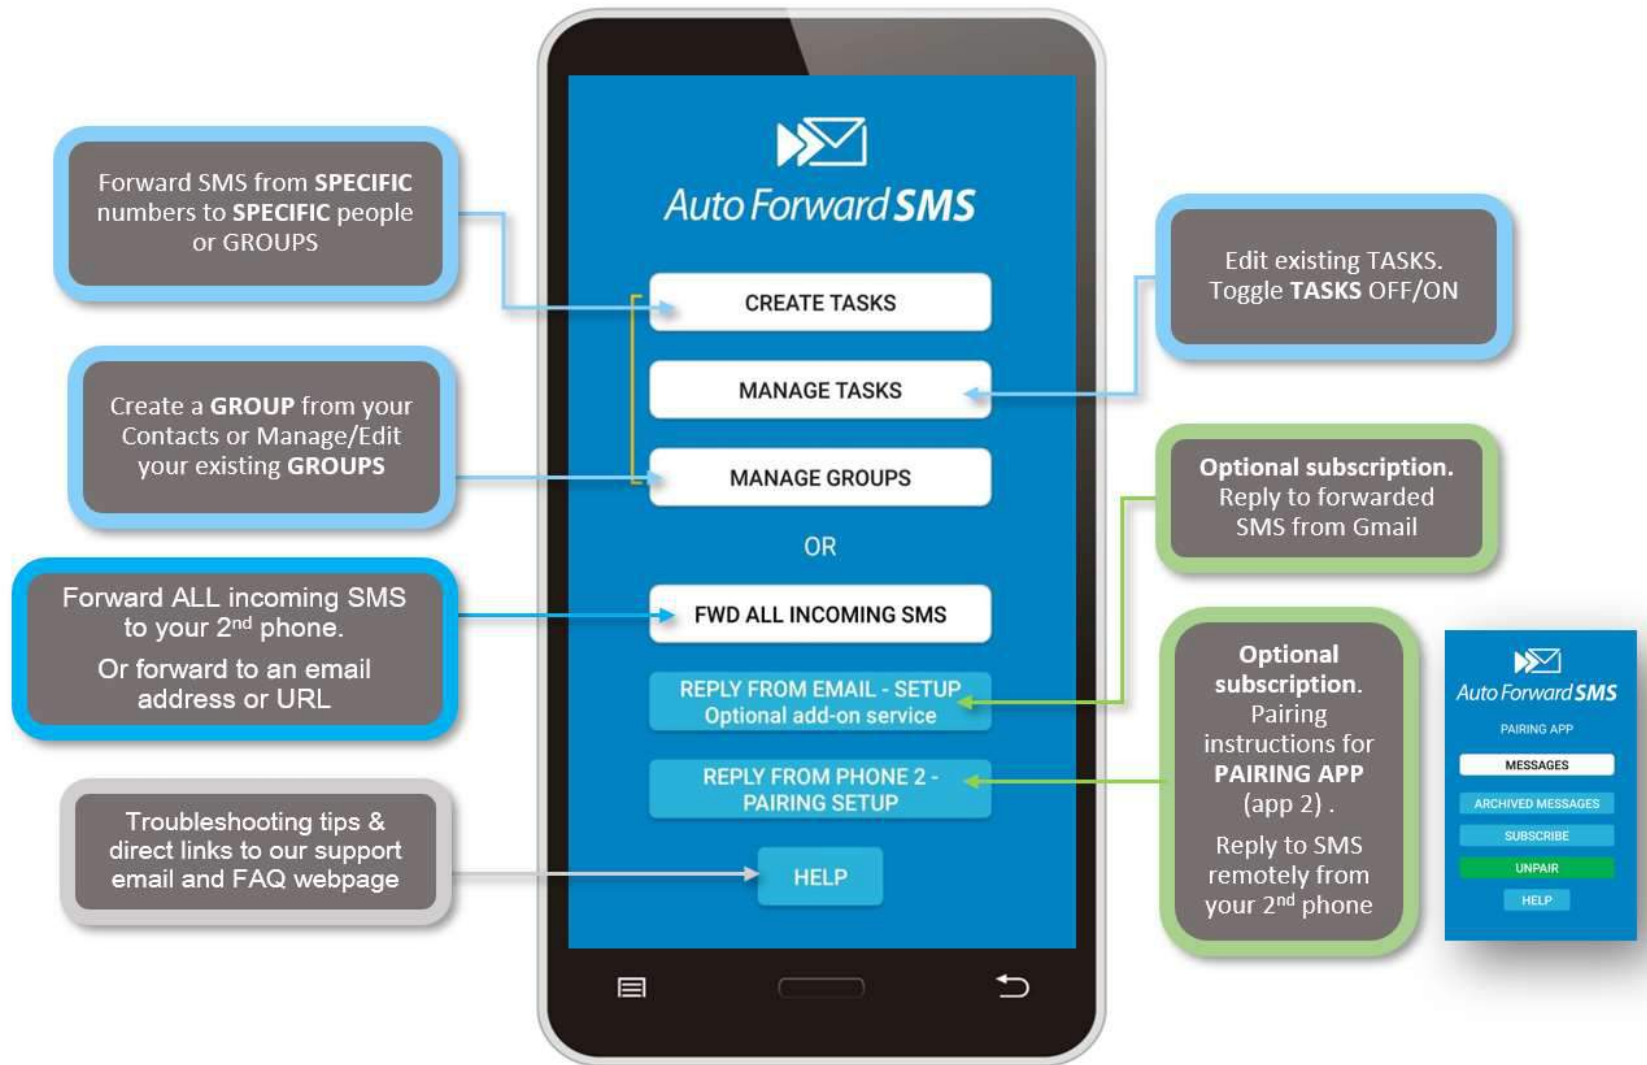 Forward SMS from SPECIFIC
numbers to SPECIFIC people
or GROUPS
Create a GROUP from your
Contacts or Manage/Edit
your existing GROUPS
Forward ALL incoming SMS
to your 2nd phone.
Or forward to an email
address or URL
Troubleshooting tips &
direct links to our support
email and FAQ webpage
Auto Forward SMS
CREATE TASKS
MANAGE TASKS
MANAGE GROUPS
OR
FWD ALL INCOMING SMS
REPLY FROM EMAIL - SETUP
Optional add-on service
REPLY FROM PHONE 2 -
PAIRING SETUP
HELP
Edit existing TASKS.
Toggle TASKS OFF/ON
Optional subscription.
Reply to forwarded
SMS from Gmail
Optional
subscription.
Pairing
instructions for
PAIRING APP
(app 2) .
Reply to SMS
remotely from
your 2nd phone
Auto Forward SMS
PAIRING APP
MESSAGES
ARCHIVED MESSAGES
SUBSCRIBE
UNPAIR
HELP